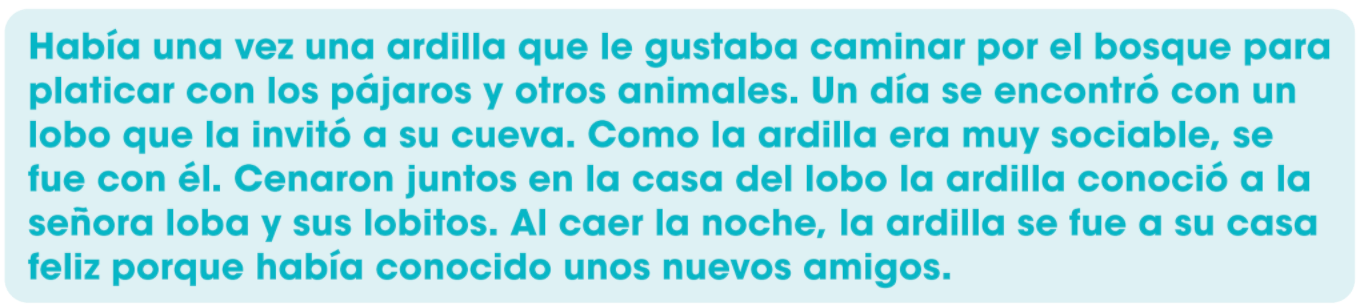 Había una vez una ardilla que le gustaba caminar por el bosque para
platicar con los pájaros y otros animales. Un día se encontró con un
lobo que la invitó a su cueva. Como la ardilla era muy sociable, se
fue con él. Cenaron juntos en la casa del lobo la ardilla conoció a la
señora loba y sus lobitos. Al caer la noche, la ardilla se fue a su casa
feliz porque había conocido unos nuevos amigos.